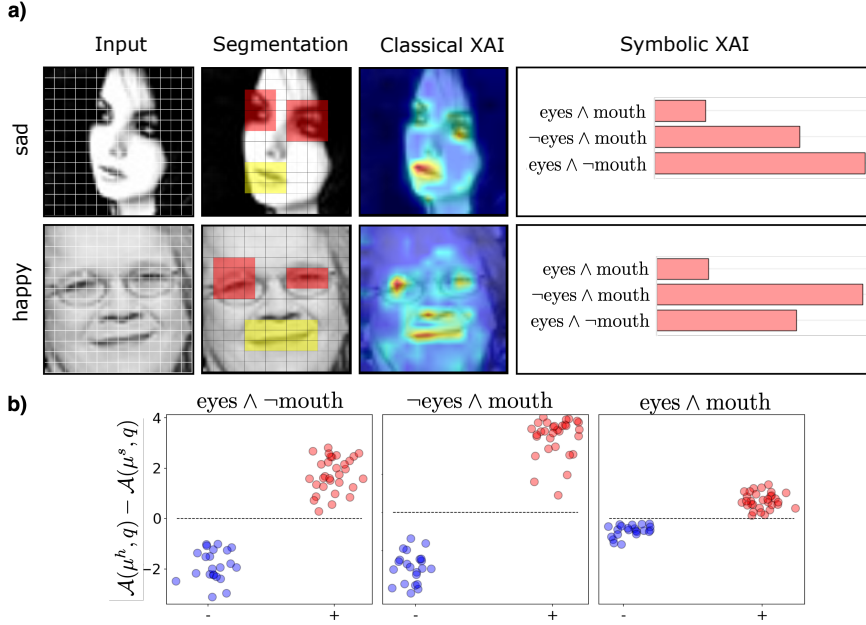 a)
Input Segmentation Classical XAI Symbolic XAI
sad
eyes ∧ mouth
¬eyes ∧ mouth
eyes ∧ ¬mouth
happy
eyes ∧ mouth
¬eyes ∧ mouth
eyes ∧ ¬mouth
b)
eyes ∧ ¬mouth ¬eyes ∧ mouth eyes ∧ mouth
𝒜(μʰ, q) − 𝒜(μˢ, q)
4
2
0
−2
- + - + - +